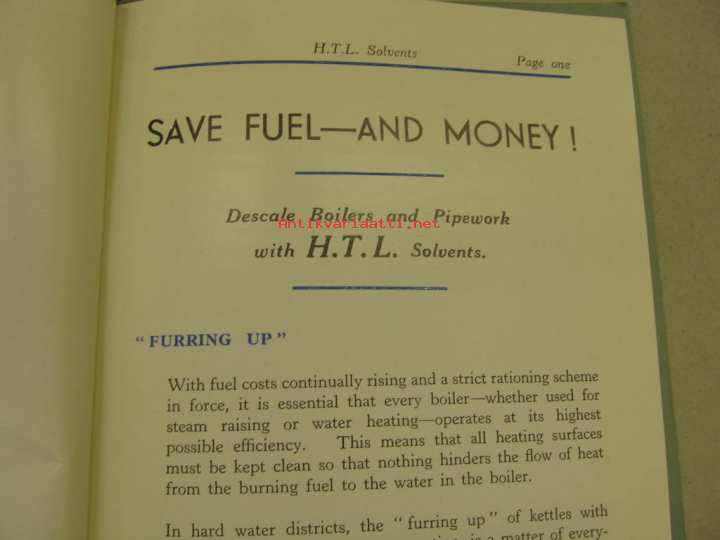 H.T.L. Solvents
Page one
SAVE FUEL—AND MONEY!
Descale Boilers and Pipework
Antikvariaatti.net
with H.T.L. Solvents.
"FURRING UP"
With fuel costs continually rising and a strict rationing scheme
in force, it is essential that every boiler—whether used for
steam raising or water heating—operates at its highest
possible efficiency. This means that all heating surfaces
must be kept clean so that nothing hinders the flow of heat
from the burning fuel to the water in the boiler.
In hard water districts, the "furring up" of kettles with
is a matter of every-